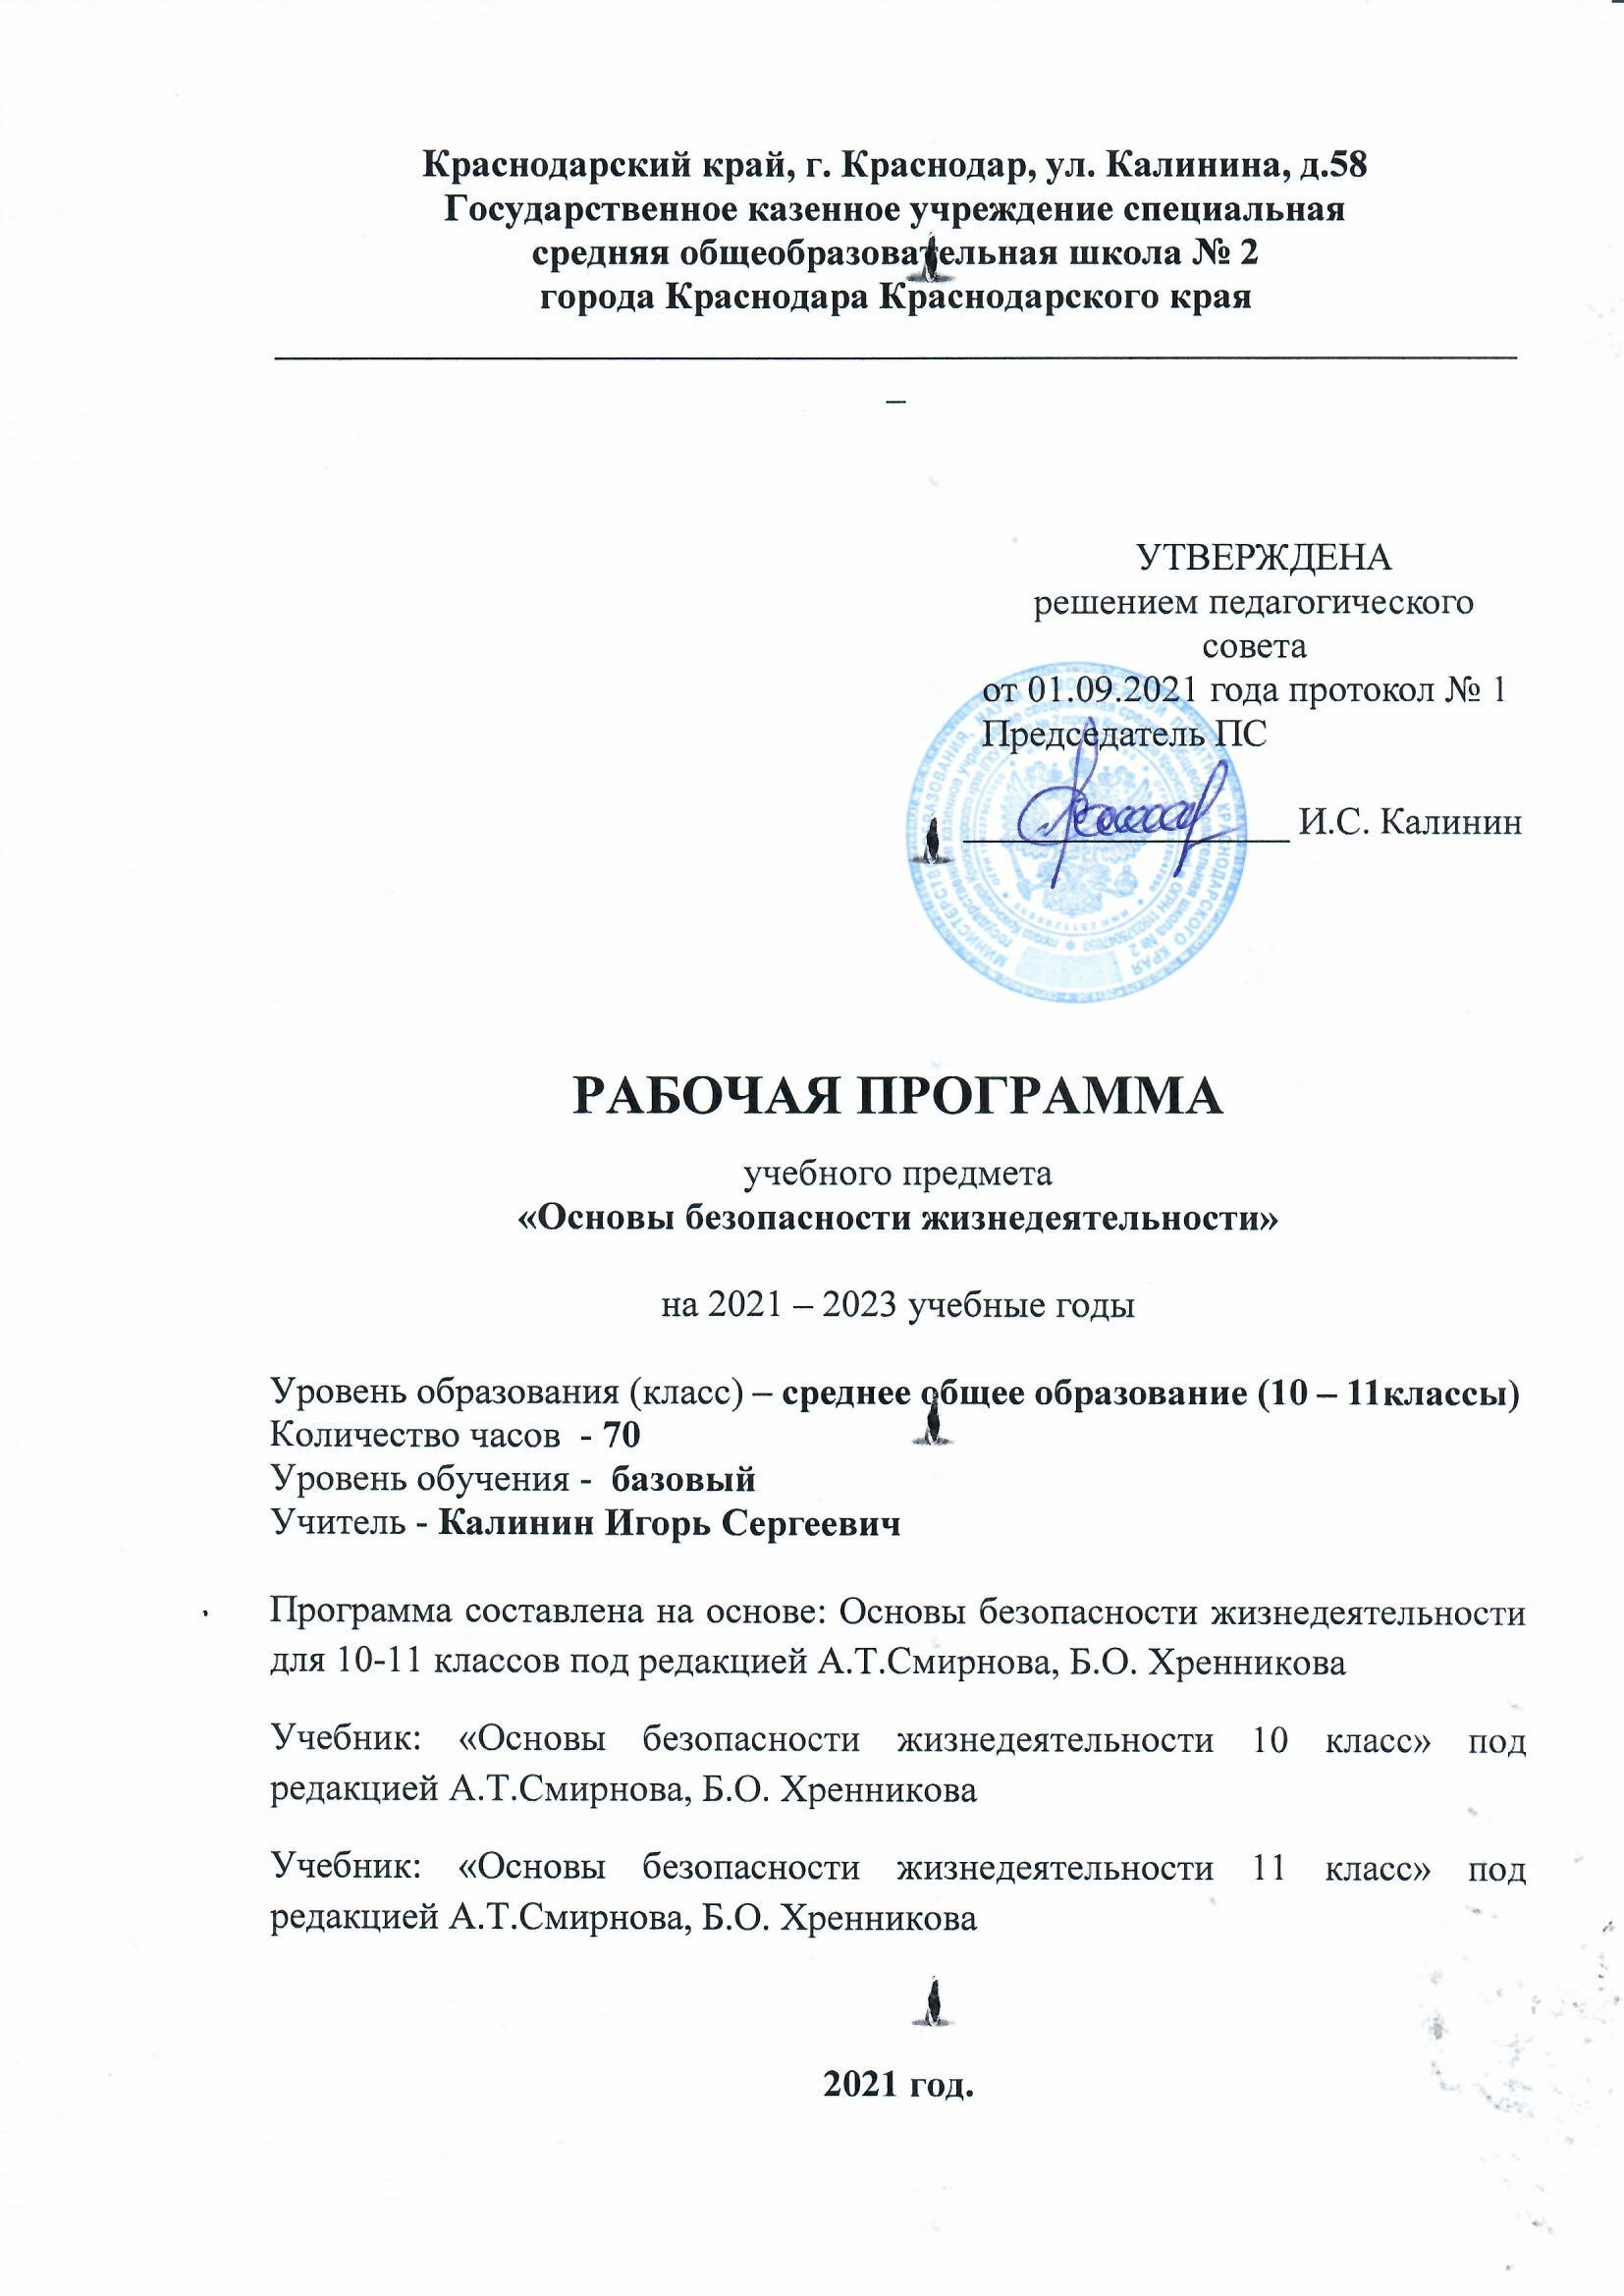 Краснодарский край, г. Краснодар, ул. Калинина, д.58
Государственное казенное учреждение специальная
средняя общеобразовательная школа № 2
города Краснодара Краснодарского края
УТВЕРЖДЕНА
решением педагогического
совета
от 01.09.2021 года протокол № 1
Председатель ПС
И.С. Калинин
РАБОЧАЯ ПРОГРАММА
учебного предмета
«Основы безопасности жизнедеятельности»
на 2021 – 2023 учебные годы
Уровень образования (класс) – среднее общее образование (10 – 11классы)
Количество часов - 70
Уровень обучения - базовый
Учитель - Калинин Игорь Сергеевич
Программа составлена на основе: Основы безопасности жизнедеятельности
для 10-11 классов под редакцией А.Т.Смирнова, Б.О. Хренникова
Учебник: «Основы безопасности жизнедеятельности 10 класс» под
редакцией А.Т.Смирнова, Б.О. Хренникова
Учебник: «Основы безопасности жизнедеятельности 11 класс» под
редакцией А.Т.Смирнова, Б.О. Хренникова
2021 год.